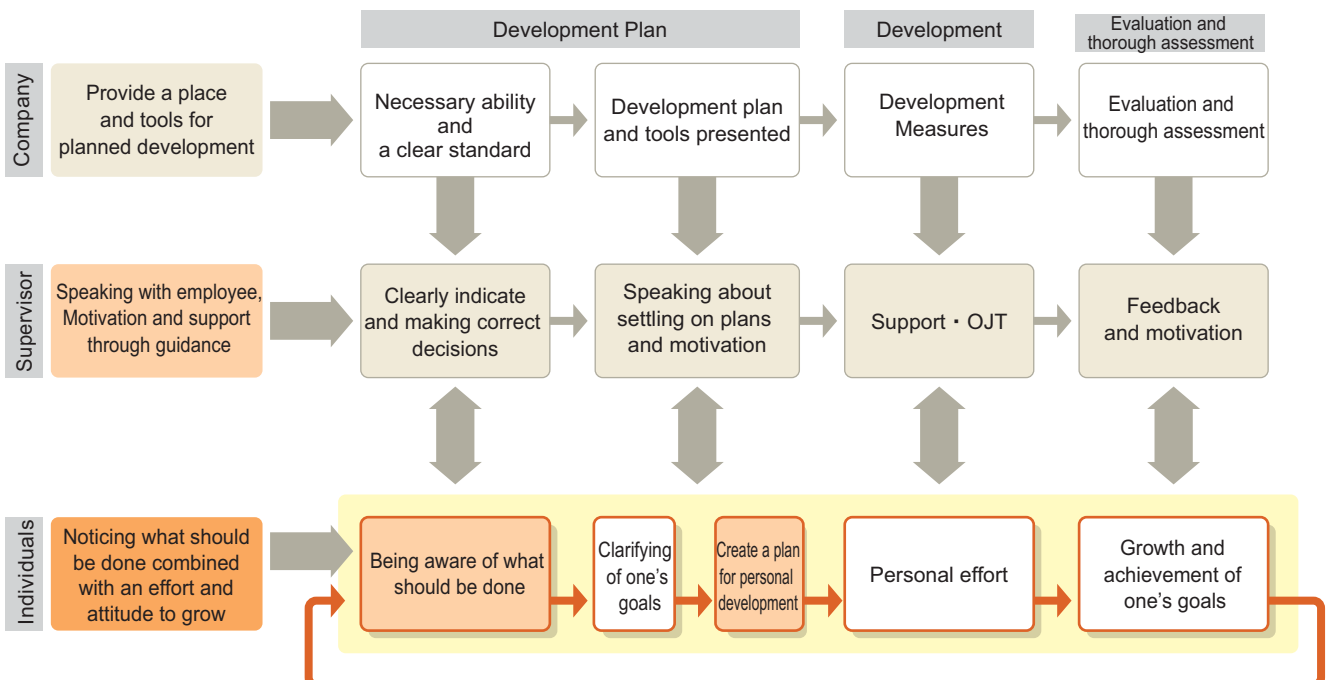 Development Plan
Development
Evaluation and
thorough assessment
Company
Provide a place
and tools for
planned development
Necessary ability
and
a clear standard
Development plan
and tools presented
Development
Measures
Evaluation and
thorough assessment
Supervisor
Speaking with employee,
Motivation and support
through guidance
Clearly indicate
and making correct
decisions
Speaking about
settling on plans
and motivation
Support・OJT
Feedback
and motivation
Individuals
Noticing what should
be done combined
with an effort and
attitude to grow
Being aware of what
should be done
Clarifying
of one's
goals
Create a plan
for personal
development
Personal effort
Growth and
achievement of
one's goals